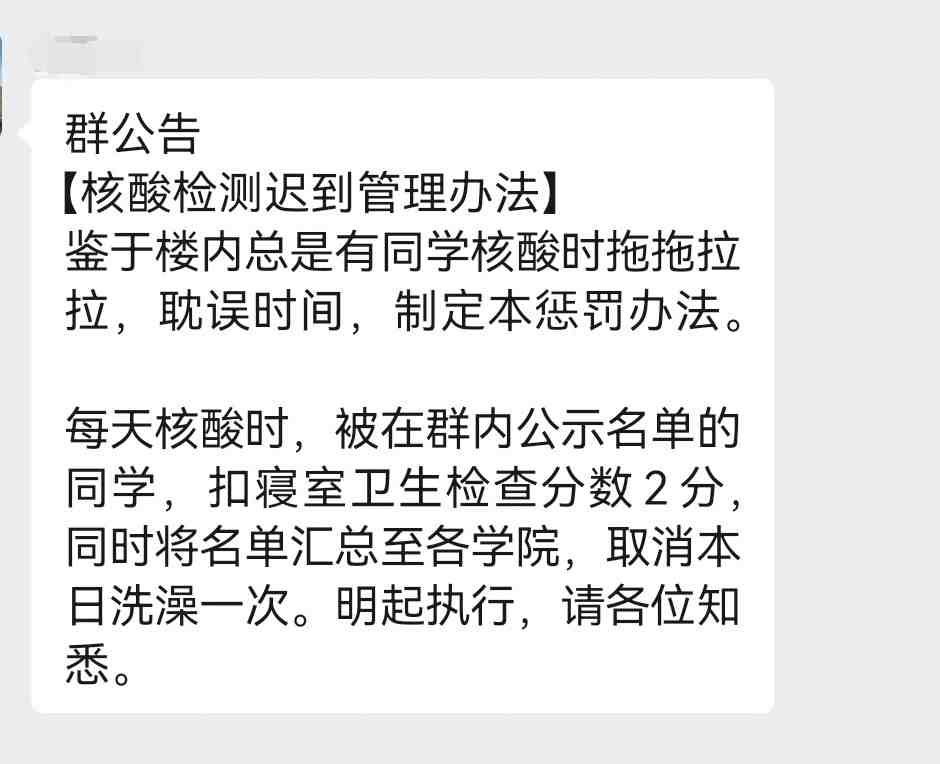 群公告
【核酸检测迟到管理办法】
鉴于楼内总是有同学核酸时拖拖拉
拉，耽误时间，制定本惩罚办法。
每天核酸时，被在群内公示名单的
同学，扣寝室卫生检查分数2分，
同时将名单汇总至各学院，取消本
日洗澡一次。明起执行，请各位知
悉。